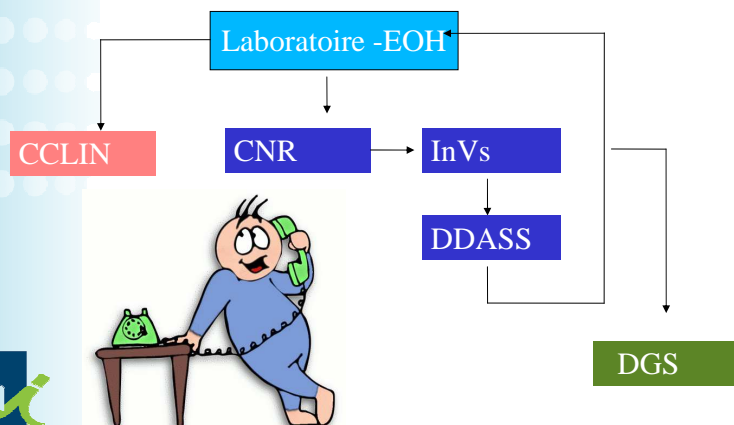 Laboratoire -EOH
CCLIN
CNR
InVs
DDASS
DGS